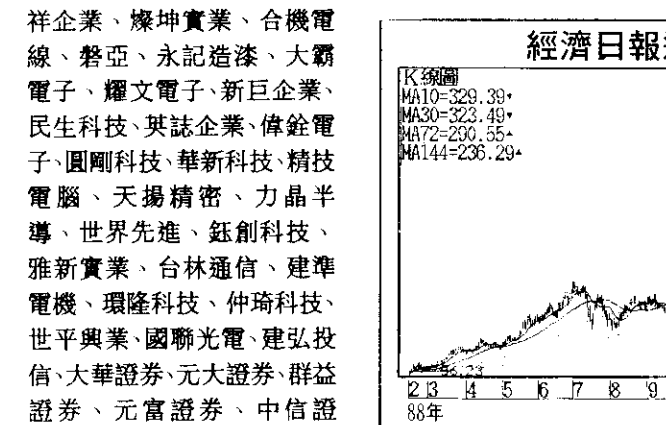 祥企業、燦坤實業、合機電
線、磐亞、永記造漆、大霸
電子、耀文電子、新巨企業、
民生科技、英誌企業、偉銓電
子、圓剛科技、華新科技、精技
電腦、天揚精密、力晶半
導、世界先進、鈺創科技、
雅新實業、台林通信、建準
電機、環隆科技、仲琦科技、
世平興業、國聯光電、建弘投
信、大華證券、元大證券、群益
證券、元富證券、中信證
經濟日報
K線圖
MA10=329.39▾
MA30=323.49▾
MA72=290.55▴
MA144=236.29▴
2 3 4 5 6 7 8 9
88年